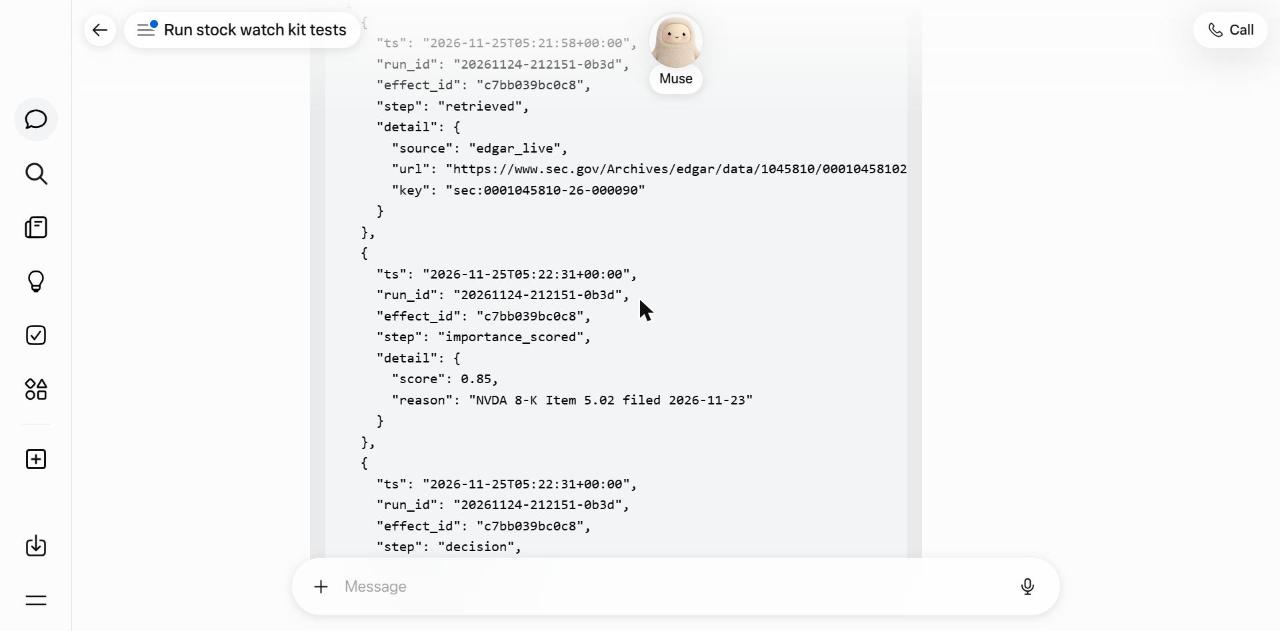 Run stock watch kit tests
Call
Muse
{
"ts": "2026-11-25T05:21:58+00:00",
"run_id": "20261124-212151-0b3d",
"effect_id": "c7bb039bc0c8",
"step": "retrieved",
"detail": {
"source": "edgar_live",
"url": "https://www.sec.gov/Archives/edgar/data/1045810/00010458102
"key": "sec:0001045810-26-000090"
}
},
{
"ts": "2026-11-25T05:22:31+00:00",
"run_id": "20261124-212151-0b3d",
"effect_id": "c7bb039bc0c8",
"step": "importance_scored",
"detail": {
"score": 0.85,
"reason": "NVDA 8-K Item 5.02 filed 2026-11-23"
}
},
{
"ts": "2026-11-25T05:22:31+00:00",
"run_id": "20261124-212151-0b3d",
"effect_id": "c7bb039bc0c8",
"step": "decision",
Message